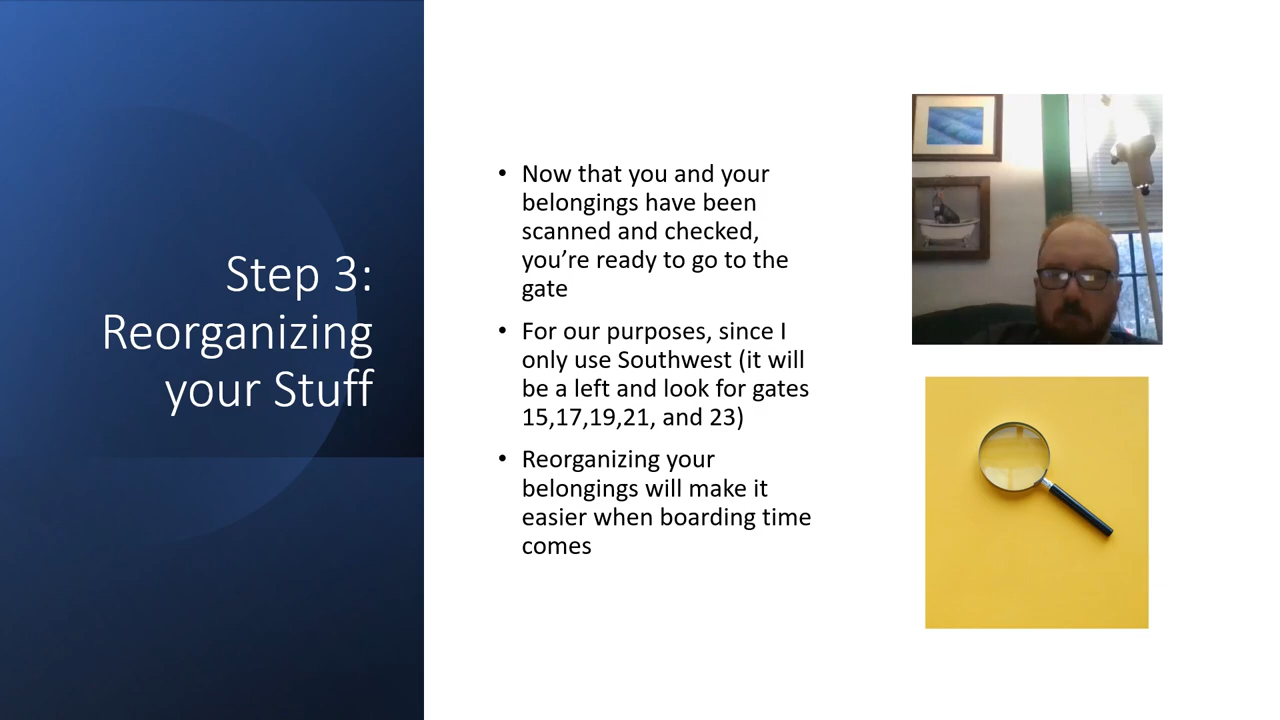 Step 3:
Reorganizing
your Stuff
• Now that you and your
belongings have been
scanned and checked,
you’re ready to go to the
gate
• For our purposes, since I
only use Southwest (it will
be a left and look for gates
15,17,19,21, and 23)
• Reorganizing your
belongings will make it
easier when boarding time
comes